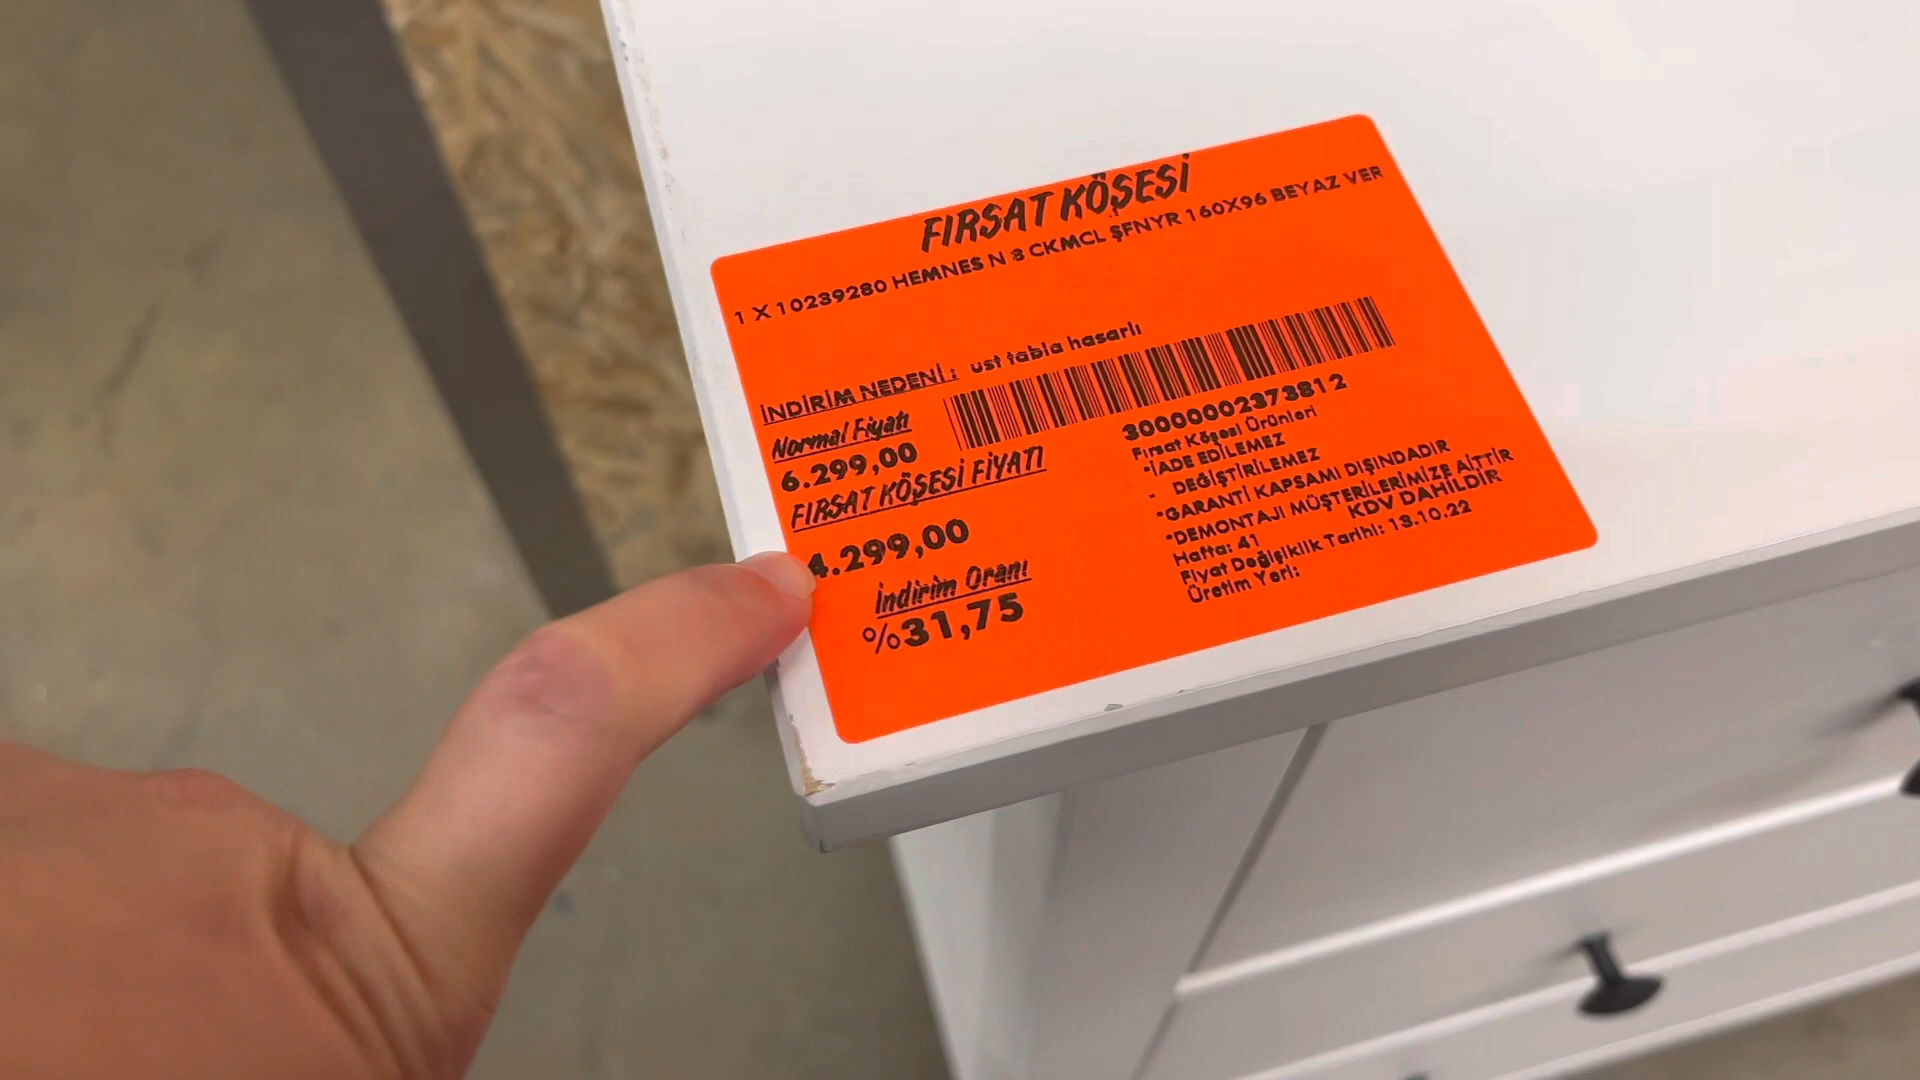 FIRSAT KÖŞESİ
1 X 10239280 HEMNES N 8 CKMCL ŞFNYR 160X96 BEYAZ VER
İNDİRİM NEDENİ : ust tabla hasarlı
Normal Fiyatı
6.299,00
FIRSAT KÖŞESİ FİYATI
4.299,00
İndirim Oranı
%31,75
3000002373812
Fırsat Köşesi Ürünleri
*İADE EDİLEMEZ
- DEĞİŞTİRİLEMEZ
*GARANTİ KAPSAMI DIŞINDADIR
*DEMONTAJI MÜŞTERİLERİMİZE AİTTİR
KDV DAHİLDİR
Hafta: 41
Fiyat Değişiklik Tarihi: 13.10.22
Üretim Yeri: